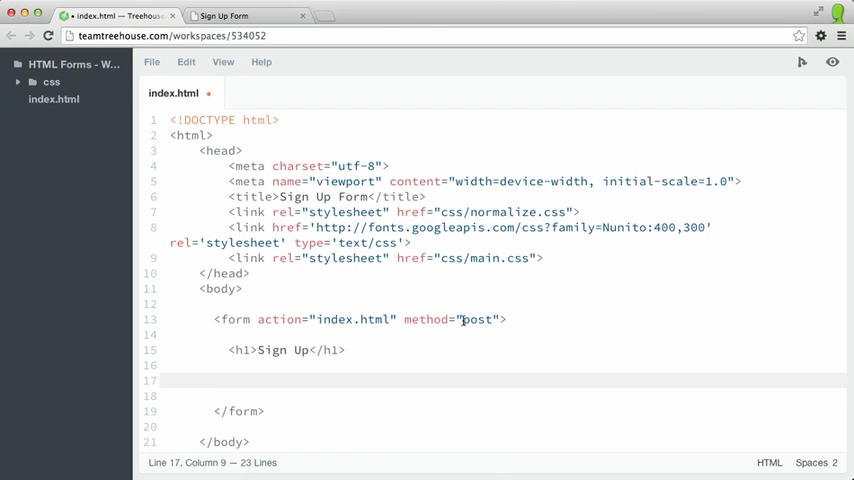 index.html — Treehouse
Sign Up Form
teamtreehouse.com/workspaces/534052
HTML Forms - W...
css
index.html
File Edit View Help
index.html
1 <!DOCTYPE html>
2 <html>
3 <head>
4 <meta charset="utf-8">
5 <meta name="viewport" content="width=device-width, initial-scale=1.0">
6 <title>Sign Up Form</title>
7 <link rel="stylesheet" href="css/normalize.css">
8 <link href='http://fonts.googleapis.com/css?family=Nunito:400,300'
rel='stylesheet' type='text/css'>
9 <link rel="stylesheet" href="css/main.css">
10 </head>
11 <body>
12
13 <form action="index.html" method="post">
14
15 <h1>Sign Up</h1>
16
17
18
19 </form>
20
21 </body>
Line 17, Column 9 — 23 Lines
HTML Spaces 2